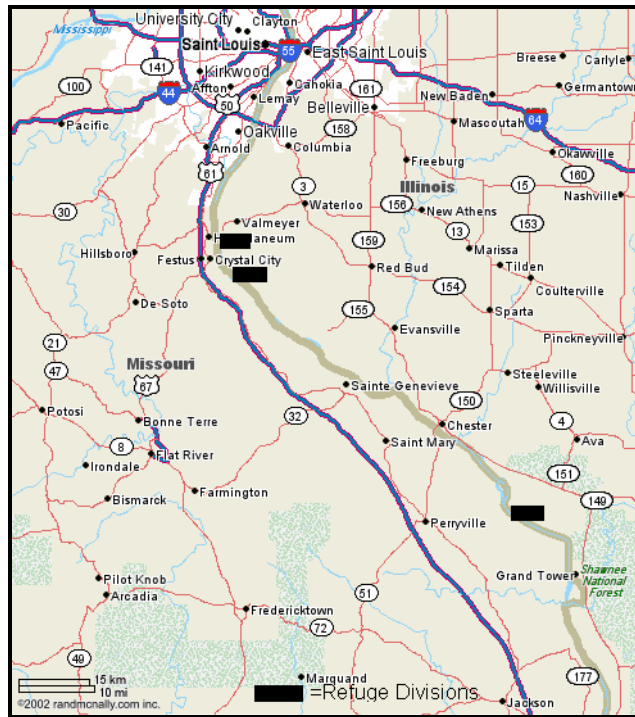 Mississippi
University City
Clayton
Saint Louis
55
East Saint Louis
Breese
Carlyle
141
Kirkwood
Cahokia
100
44
Affton
50
Lemay
161
Belleville
New Baden
Germantown
Pacific
Oakville
158
Mascoutah
64
Arnold
Columbia
Okawville
61
Freeburg
160
3
Illinois
15
Nashville
30
Waterloo
156
New Athens
153
Valmeyer
13
Hillsboro
159
Marissa
Festus
Crystal City
Red Bud
Tilden
154
Coulterville
De Soto
155
Sparta
Evansville
21
Pinckneyville
Missouri
47
67
Sainte Genevieve
Steeleville
Willisville
Potosi
150
32
Bonne Terre
Chester
4
8
Saint Mary
Ava
Flat River
Irondale
151
Farmington
149
Bismarck
Perryville
Pilot Knob
Grand Tower
Shawnee
National
Forest
Arcadia
51
Fredericktown
72
49
Marquand
177
15 km
10 mi
=Refuge Divisions
Jackson
©2002 randmcnally.com inc.